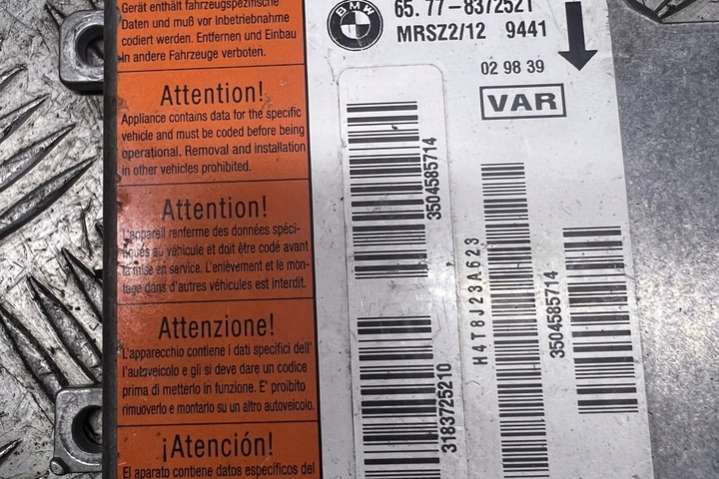 Gerät enthält fahrzeugspezifische
Daten und muß vor Inbetriebnahme
codiert werden. Entfernen und Einbau
in andere Fahrzeuge verboten.
Attention!
Appliance contains data for the specific
vehicle and must be coded before being
operational. Removal and installation
in other vehicles prohibited.
Attention!
L'appareil renferme des données spécifi-
ques au véhicule et doit être codé avant
la mise en service. L'enlèvement et le mon-
tage dans d'autres véhicules est interdit.
Attenzione!
L'apparecchio contiene i dati specifici dell'
l'autoveicolo e gli si deve dare un codice
prima di metterlo in funzione. E' proibito
rimuoverlo e montarlo su un altro autoveicolo.
¡Atención!
El aparato contiene datos específicos del
BMW
65. 77-8372521
MRSZ2/12 9441
02 98 39
VAR
3504585714
3183725210
H4T8J23A623
3504585714